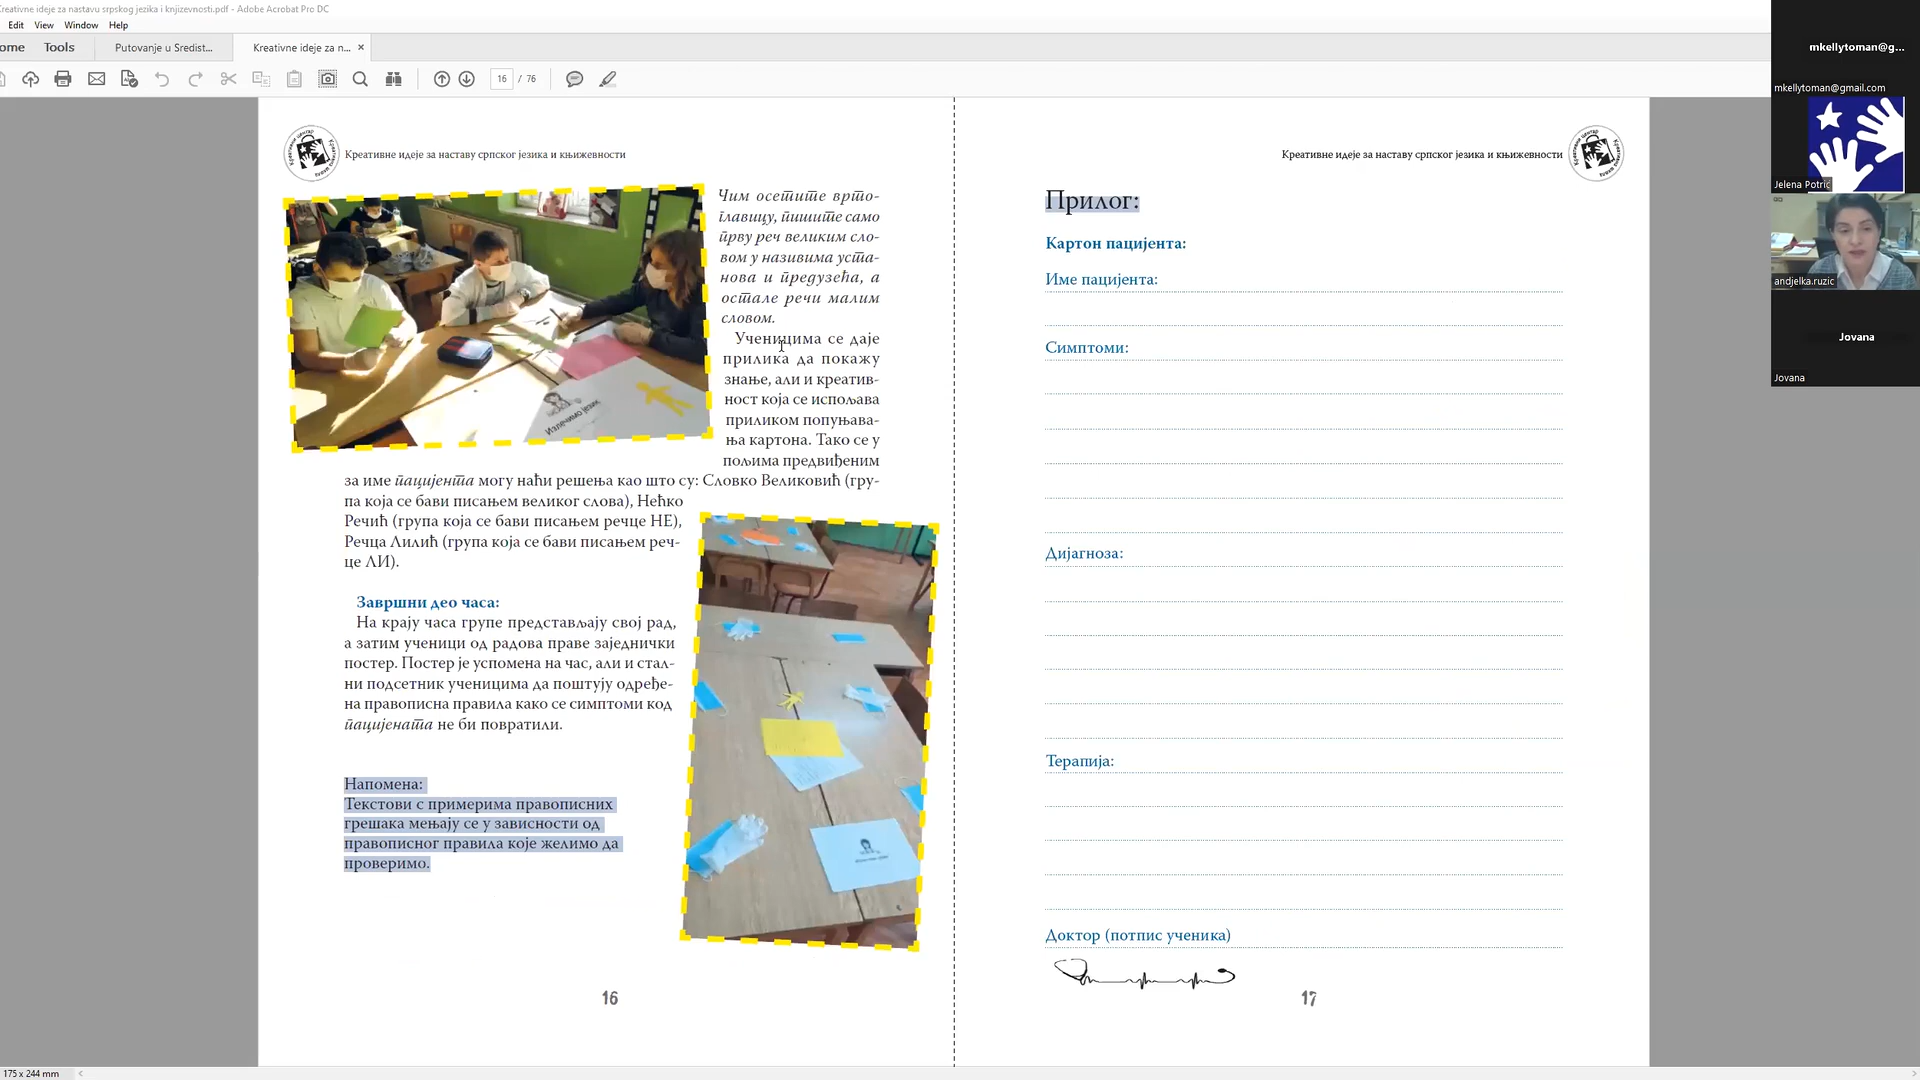 Creativne ideje za nastavu srpskog jezika i knjizevnosti.pdf - Adobe Acrobat Pro DC
Edit View Window Help
Tools
Putovanje u Sredist...
Kreativne ideje za n...
16 / 76
Креативне идеје за наставу српског језика и књижевности
Чим осетите врто-
главицу, пишите само
прву реч великим сло-
вом у називима уста-
нова и предузећа, а
остале речи малим
словом.
Ученицима се даје
прилика да покажу
знање, али и креатив-
ност која се испољава
приликом попуњава-
ња картона. Тако се у
пољима предвиђеним
за име пацијента могу наћи решења као што су: Словко Великовић (гру-
па која се бави писањем великог слова), Нећко
Речић (група која се бави писањем речце НЕ),
Речца Лилић (група која се бави писањем реч-
це ЛИ).
Завршни део часа:
На крају часа групе представљају свој рад,
а затим ученици од радова праве заједнички
постер. Постер је успомена на час, али и стал-
ни подсетник ученицима да поштују одређе-
на правописна правила како се симптоми код
пацијената не би повратили.
Напомена:
Текстови с примерима правописних
грешака мењају се у зависности од
правописног правила које желимо да
проверимо.
16
Креативне идеје за наставу српског језика и књижевности
Прилог:
Картон пацијента:
Име пацијента:
Симптоми:
Дијагноза:
Терапија:
Доктор (потпис ученика)
17
175 x 244 mm
mkellytoman@g...
mkellytoman@gmail.com
Jelena Potrić
andjelka.ruzic
Jovana
Jovana